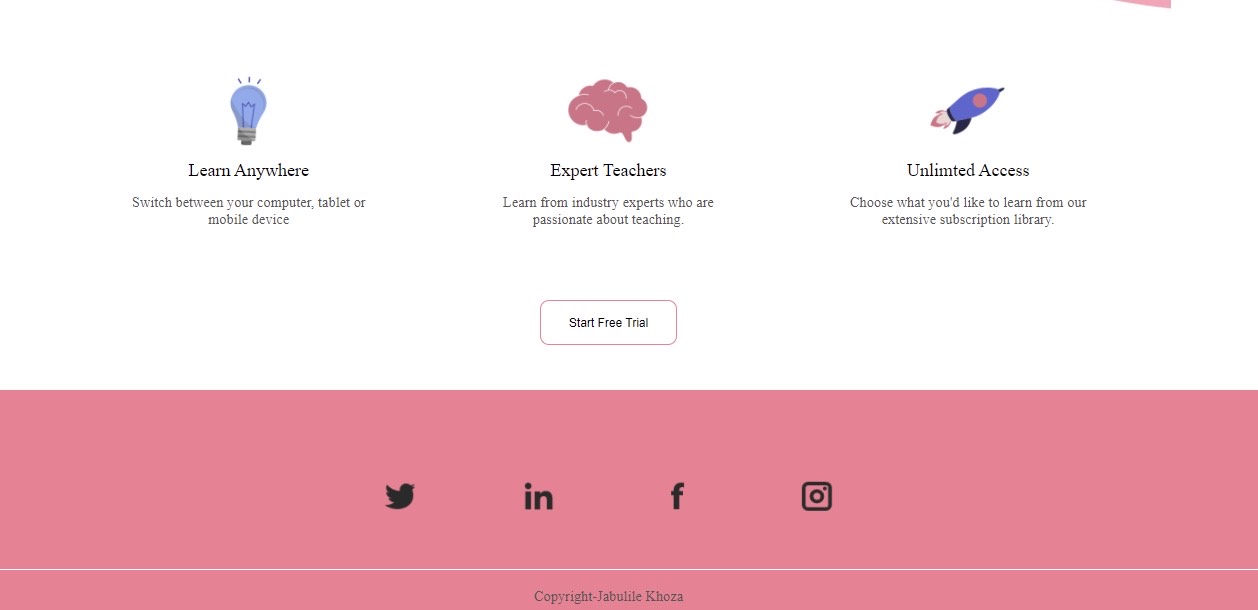 Learn Anywhere
Switch between your computer, tablet or
mobile device
Expert Teachers
Learn from industry experts who are
passionate about teaching.
Unlimted Access
Choose what you'd like to learn from our
extensive subscription library.
Start Free Trial
in
f
Copyright-Jabulile Khoza